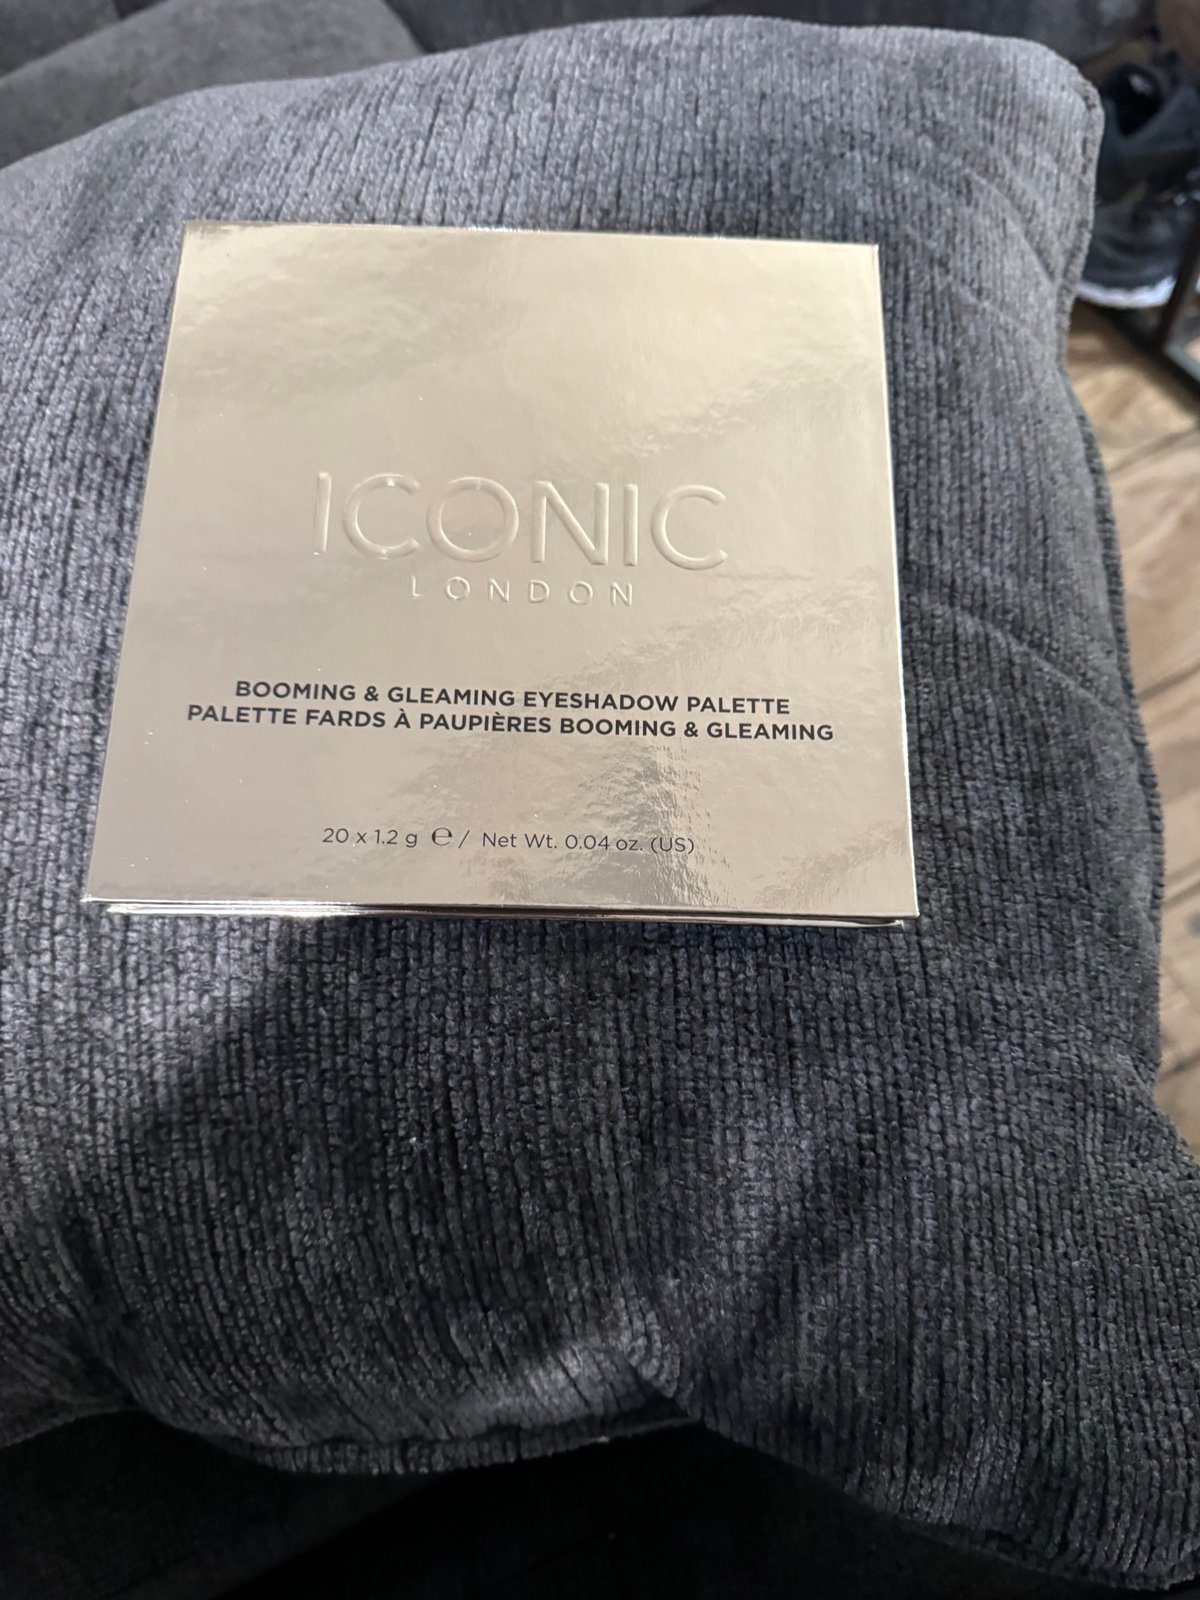 ICONIC
LONDON
BOOMING & GLEAMING EYESHADOW PALETTE
PALETTE FARDS À PAUPIÈRES BOOMING & GLEAMING
20 x 1.2 g ℮ / Net Wt. 0.04 oz. (US)